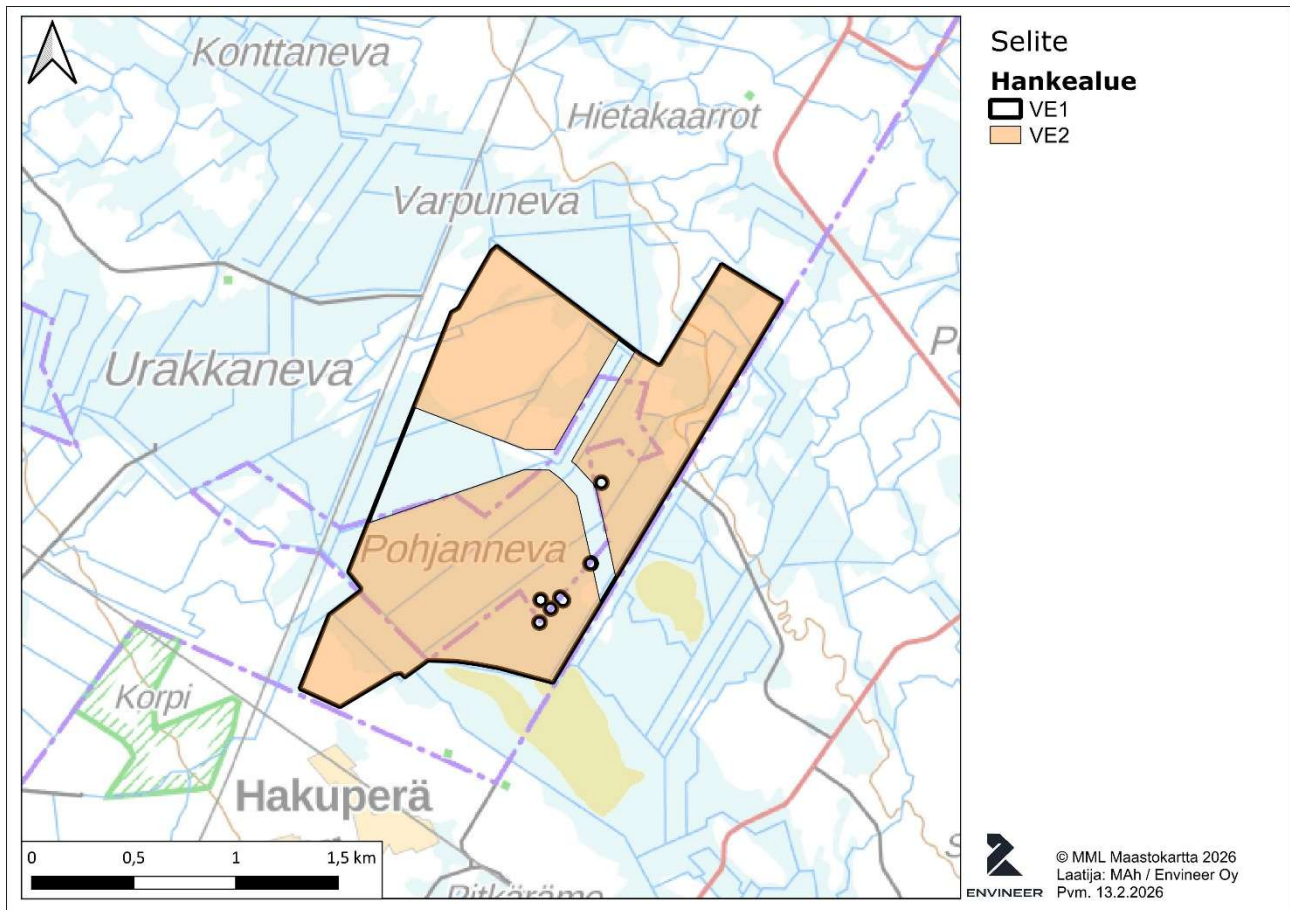 Konttaneva
Hietakaarrot
Varpuneva
Urakkaneva
Pohjanneva
Korpi
Hakuperä
Pitkäräme
0 0,5 1 1,5 km
Selite
Hankealue
VE1
VE2
ENVINEER
© MML Maastokartta 2026
Laatija: MAh / Envineer Oy
Pvm. 13.2.2026